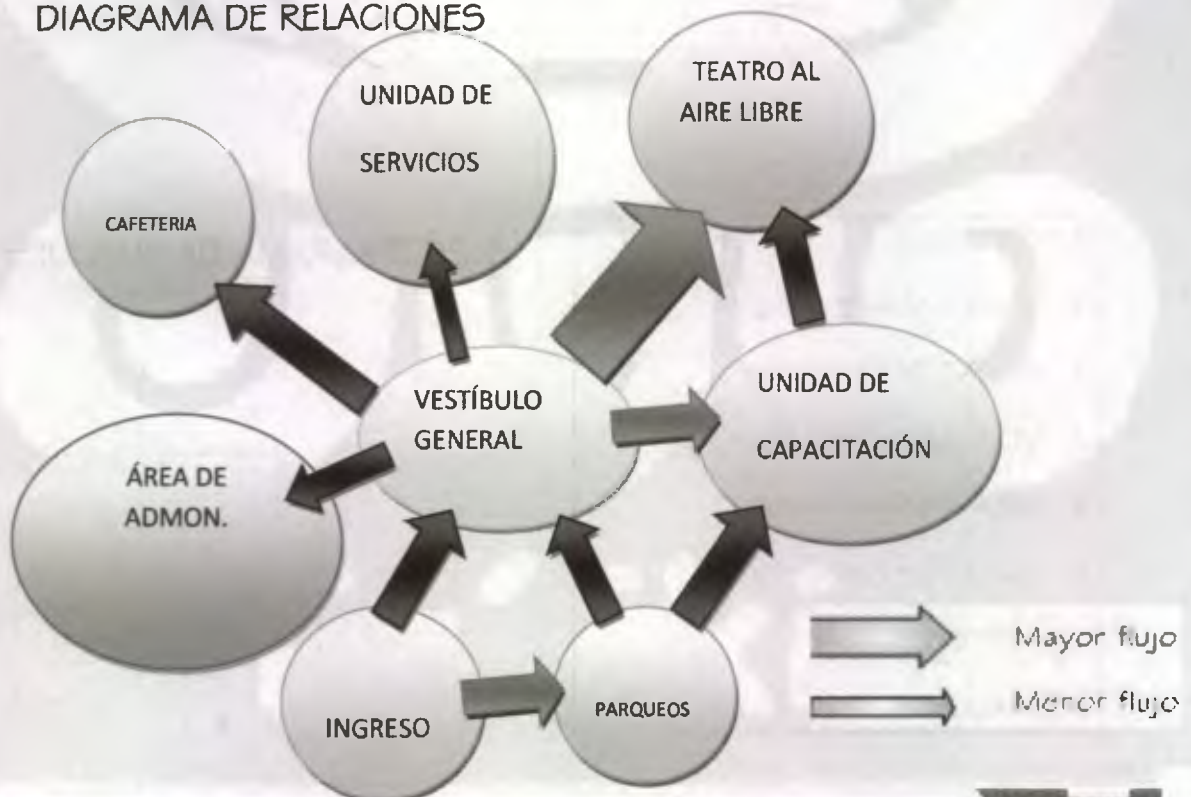 DIAGRAMA DE RELACIONES
UNIDAD DE
SERVICIOS
TEATRO AL
AIRE LIBRE
CAFETERIA
VESTÍBULO
GENERAL
UNIDAD DE
CAPACITACIÓN
ÁREA DE
ADMON.
INGRESO
PARQUEOS
Mayor flujo
Menor flujo